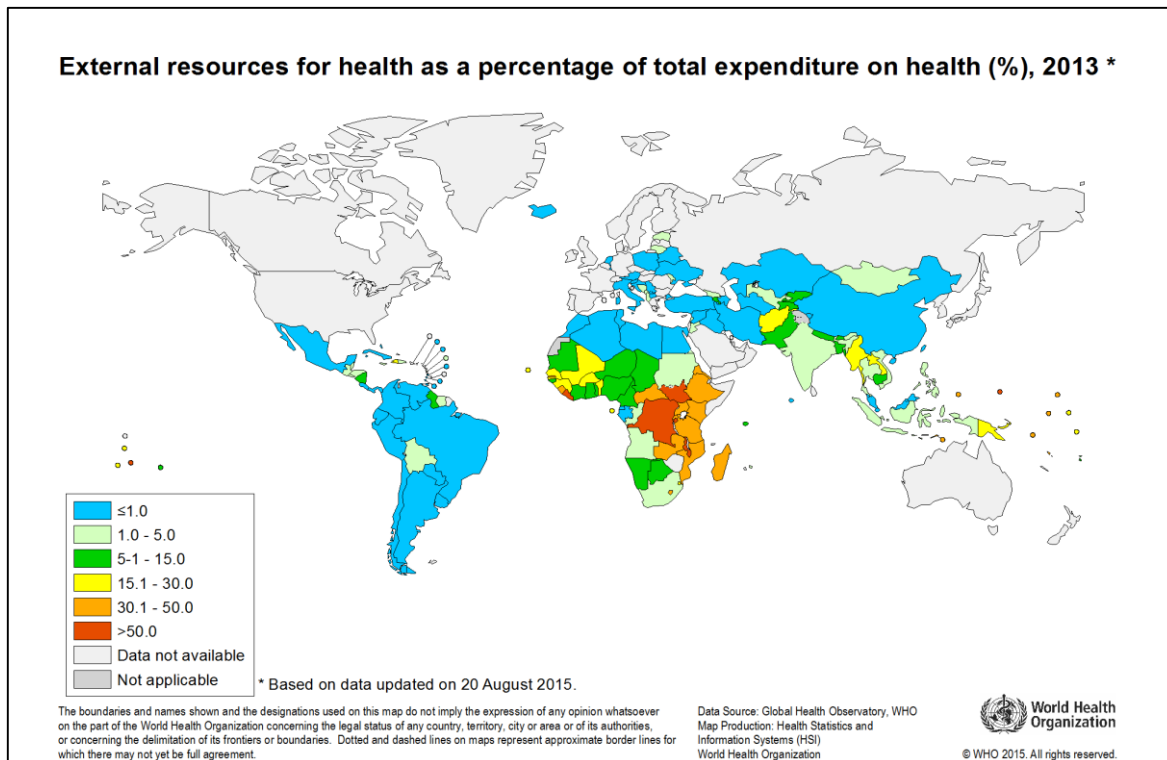 External resources for health as a percentage of total expenditure on health (%), 2013 *
≤1.0
1.0 - 5.0
5-1 - 15.0
15.1 - 30.0
30.1 - 50.0
>50.0
Data not available
Not applicable
* Based on data updated on 20 August 2015.
The boundaries and names shown and the designations used on this map do not imply the expression of any opinion whatsoever
on the part of the World Health Organization concerning the legal status of any country, territory, city or area or of its authorities,
or concerning the delimitation of its frontiers or boundaries. Dotted and dashed lines on maps represent approximate border lines for
which there may not yet be full agreement.
Data Source: Global Health Observatory, WHO
Map Production: Health Statistics and
Information Systems (HSI)
World Health Organization
World Health
Organization
© WHO 2015. All rights reserved.